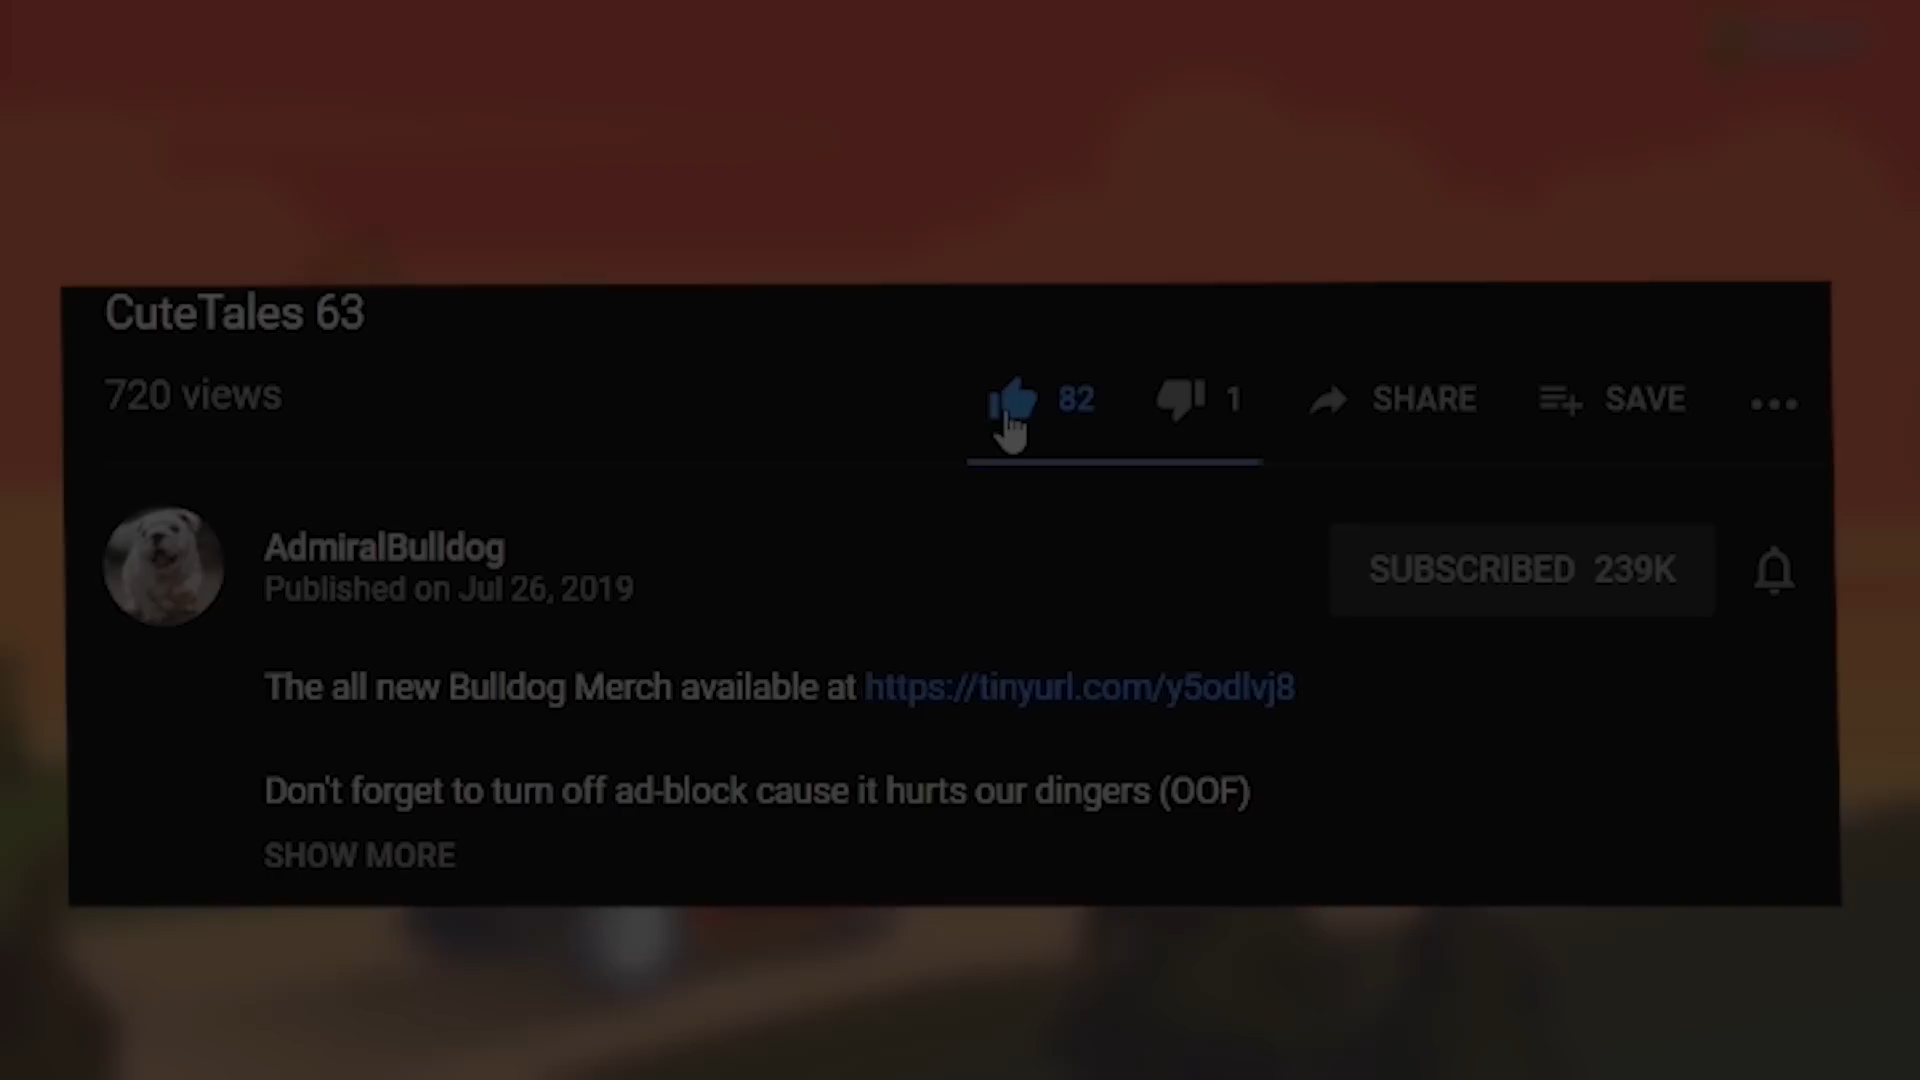 CuteTales 63
720 views
82 1 SHARE SAVE
AdmiralBulldog
Published on Jul 26, 2019
SUBSCRIBED 239K
The all new Bulldog Merch available at https://tinyurl.com/y5odlvj8
Don't forget to turn off ad-block cause it hurts our dingers (OOF)
SHOW MORE